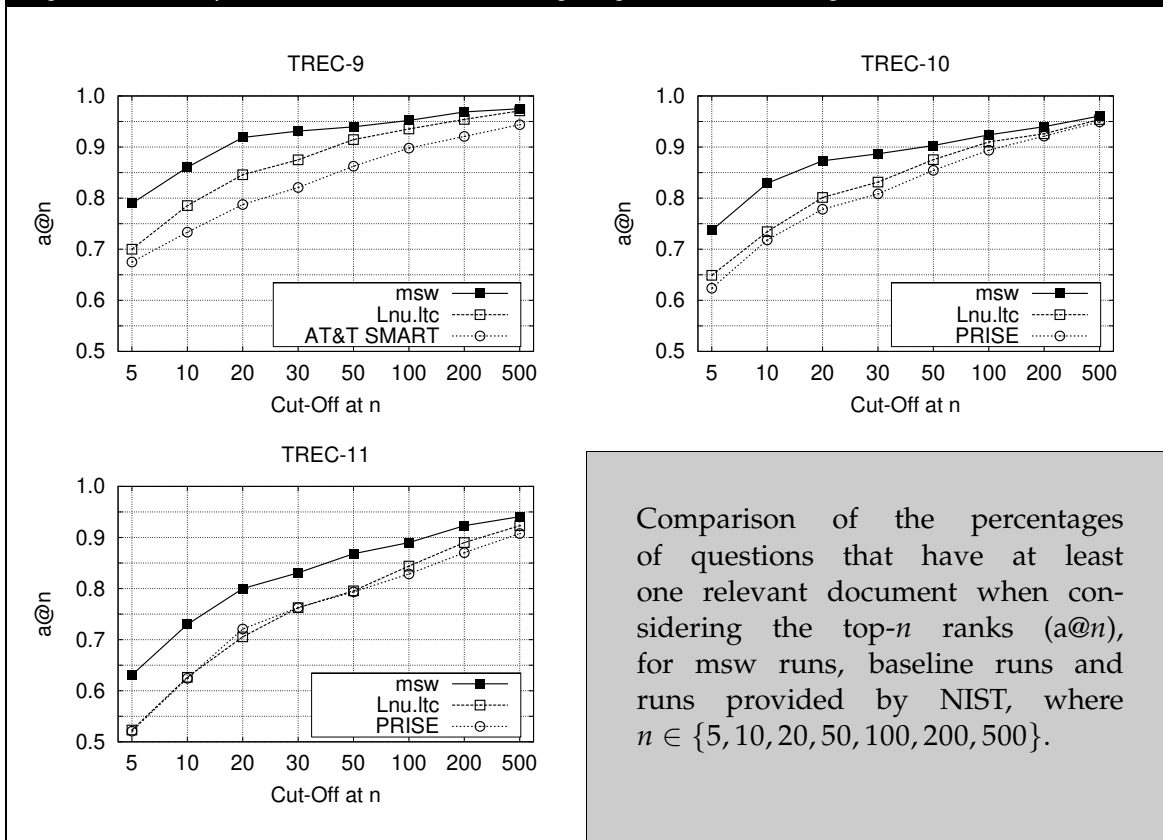 TREC-9
1.0
0.9
0.8
0.7
0.6
0.5
a@n
msw
Lnu.ltc
AT&T SMART
5 10 20 30 50 100 200 500
Cut-Off at n
TREC-10
1.0
0.9
0.8
0.7
0.6
0.5
a@n
msw
Lnu.ltc
PRISE
5 10 20 30 50 100 200 500
Cut-Off at n
TREC-11
1.0
0.9
0.8
0.7
0.6
0.5
a@n
msw
Lnu.ltc
PRISE
5 10 20 30 50 100 200 500
Cut-Off at n
Comparison of the percentages
of questions that have at least
one relevant document when con-
sidering the top-n ranks (a@n),
for msw runs, baseline runs and
runs provided by NIST, where
n ∈ {5, 10, 20, 50, 100, 200, 500}.